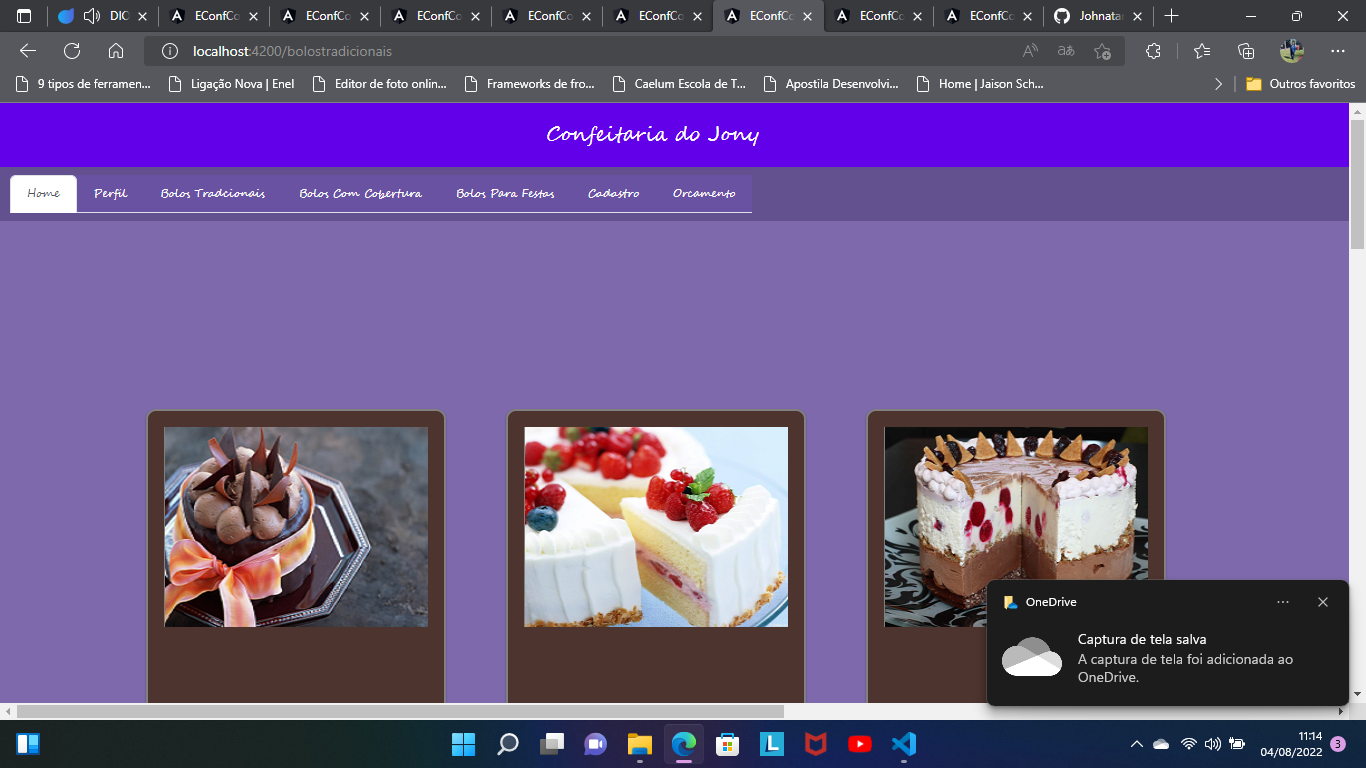 DIO
EConfCo
EConfCo
EConfCo
EConfCo
EConfCo
EConfCo
EConfCo
EConfCo
Johnatan
localhost:4200/bolostradicionais
9 tipos de ferramen...
Ligação Nova | Enel
Editor de foto onlin...
Frameworks de fro...
Caelum Escola de T...
Apostila Desenvolvi...
Home | Jaison Sch...
Outros favoritos
Confeitaria do Jony
Home Perfil Bolos Tradcionais Bolos Com Cobertura Bolos Para Festas Cadastro Orcamento
OneDrive
Captura de tela salva
A captura de tela foi adicionada ao
OneDrive.
11:14
04/08/2022
3